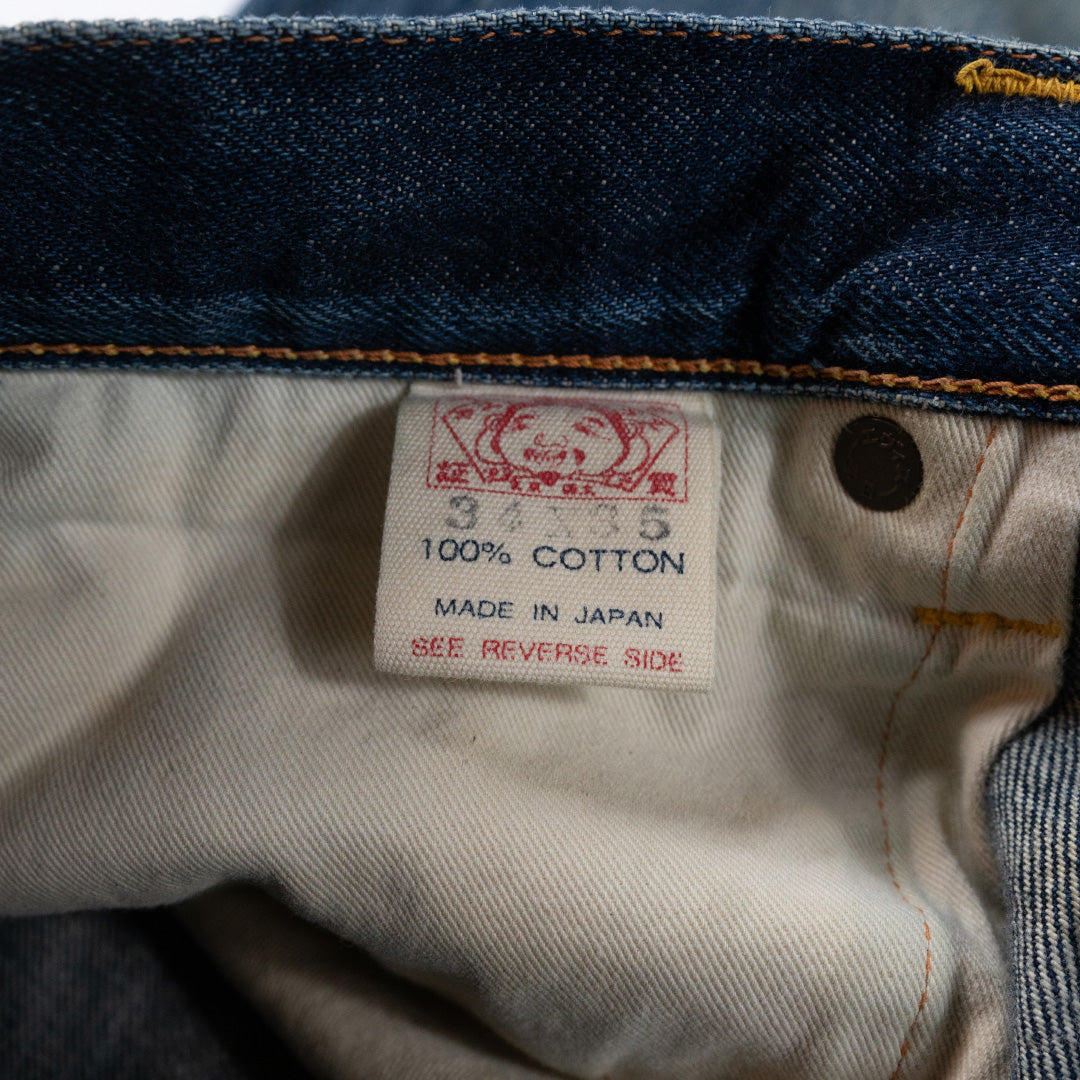 34X35
100% COTTON
MADE IN JAPAN
SEE REVERSE SIDE